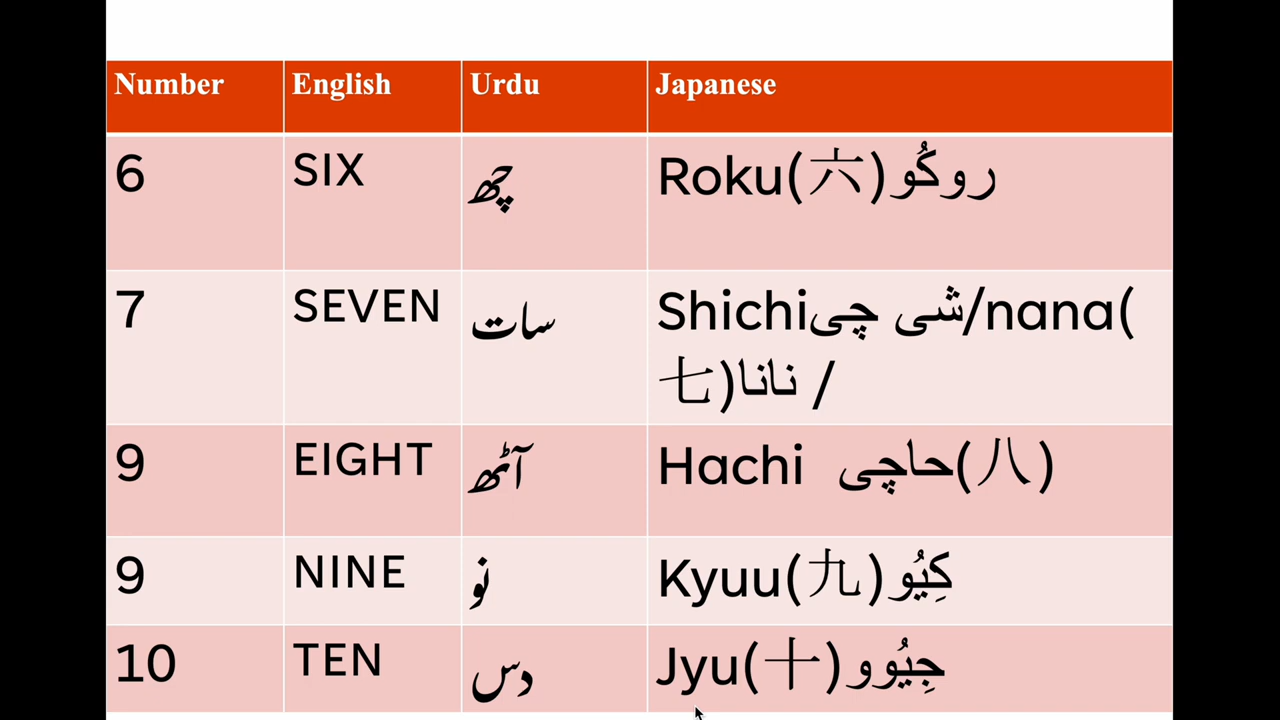 Number English Urdu Japanese
6 SIX چھ Roku(六)روکُو
7 SEVEN سات Shichiشی چی/nana(
七)نانا /
9 EIGHT آٹھ Hachi حاچی(八)
9 NINE نو Kyuu(九)کِیُو
10 TEN دس Jyu(十)جِیُوو